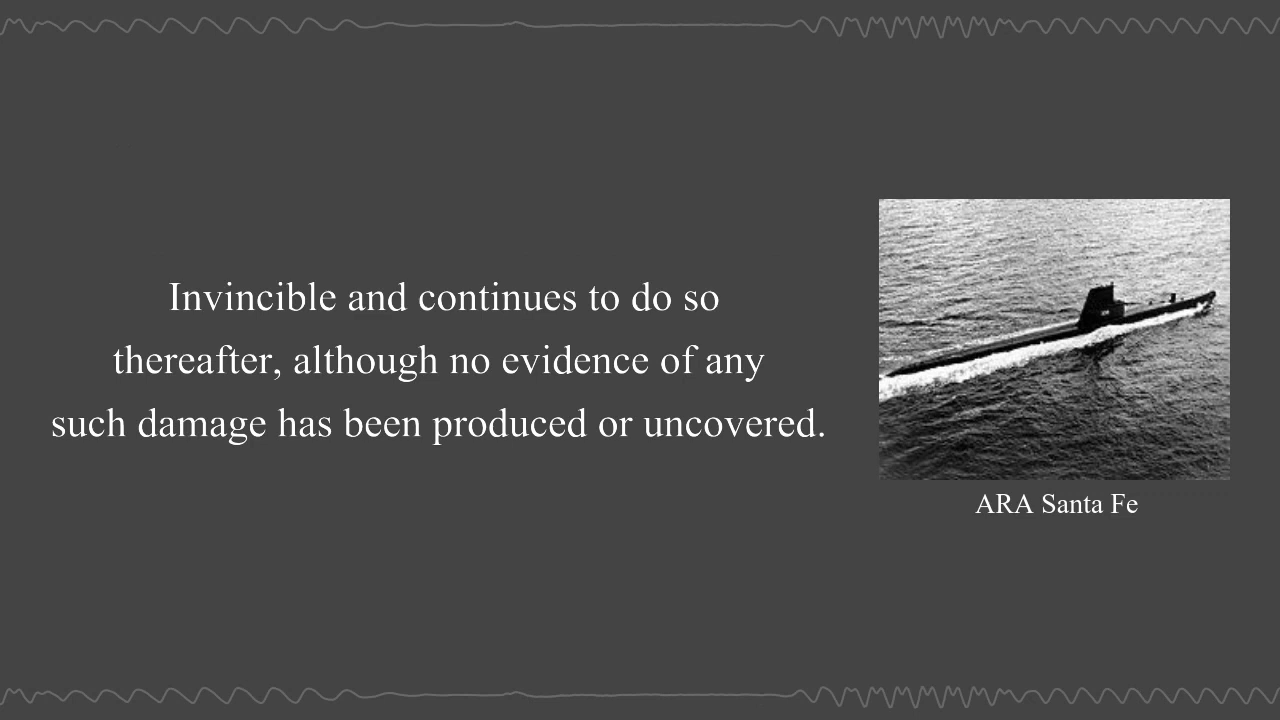 Invincible and continues to do so
thereafter, although no evidence of any
such damage has been produced or uncovered.
ARA Santa Fe